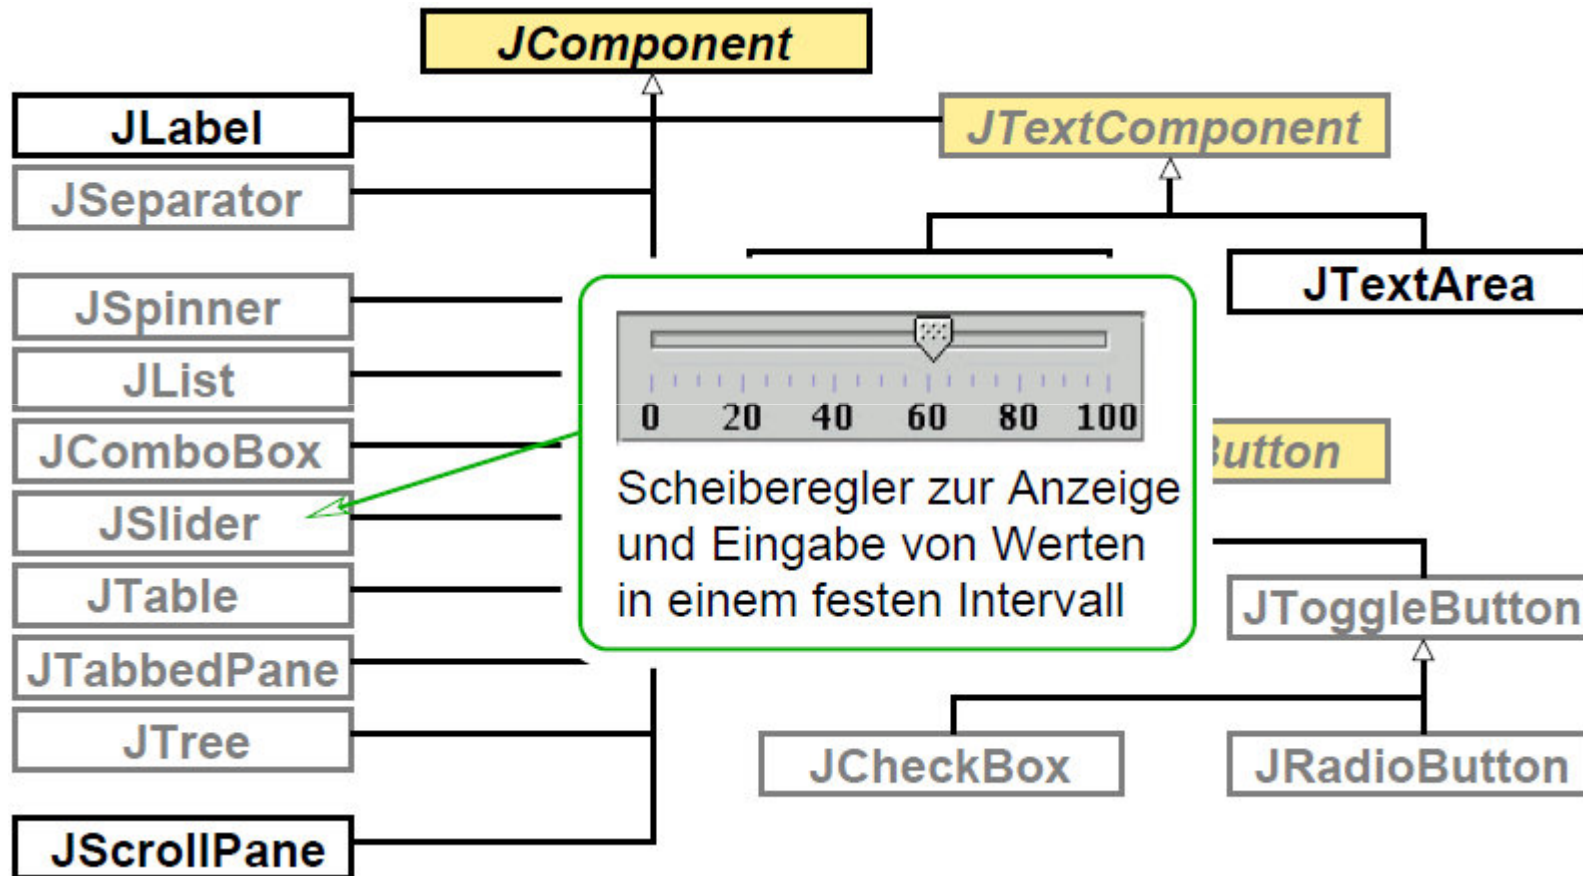 JComponent
JLabel
JTextComponent
JSeparator
JSpinner
JTextArea
JList
0 20 40 60 80 100
JComboBox
Button
Scheiberegler zur Anzeige
JSlider
und Eingabe von Werten
JTable
in einem festen Intervall
JToggleButton
JTabbedPane
JTree
JCheckBox
JRadioButton
JScrollPane